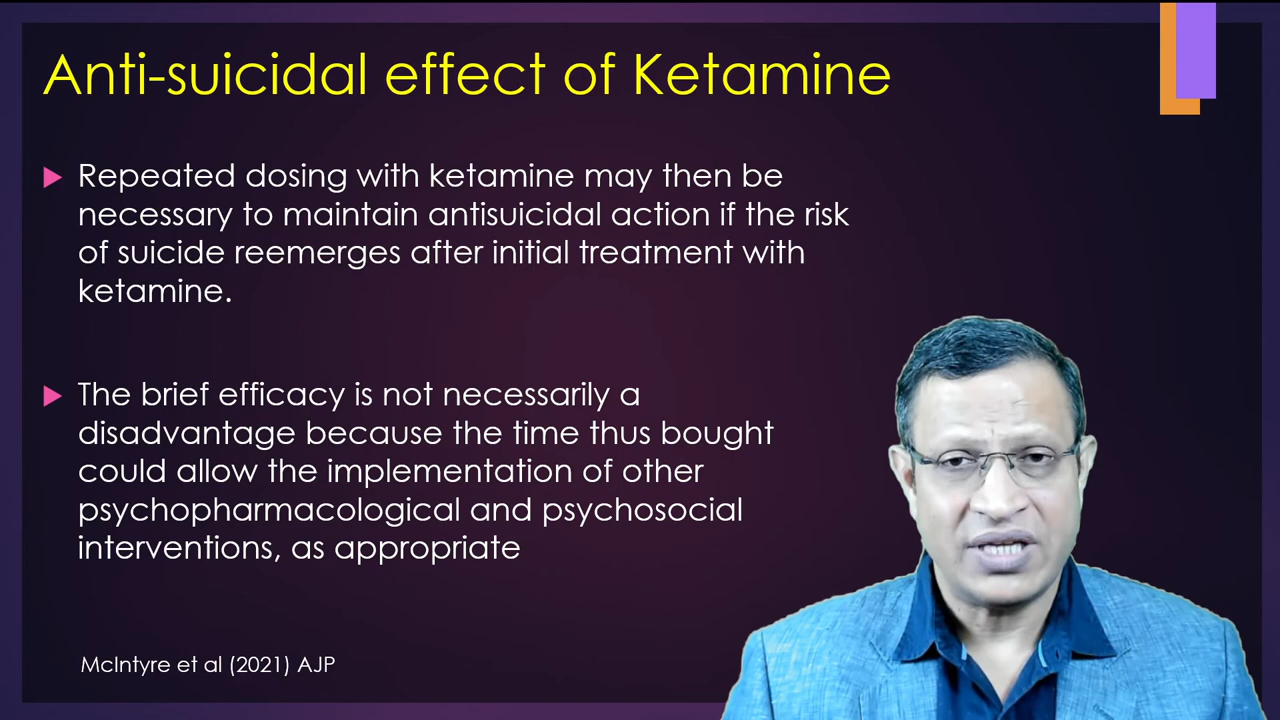 Anti-suicidal effect of Ketamine
Repeated dosing with ketamine may then be
necessary to maintain antisuicidal action if the risk
of suicide reemerges after initial treatment with
ketamine.
The brief efficacy is not necessarily a
disadvantage because the time thus bought
could allow the implementation of other
psychopharmacological and psychosocial
interventions, as appropriate
McIntyre et al (2021) AJP